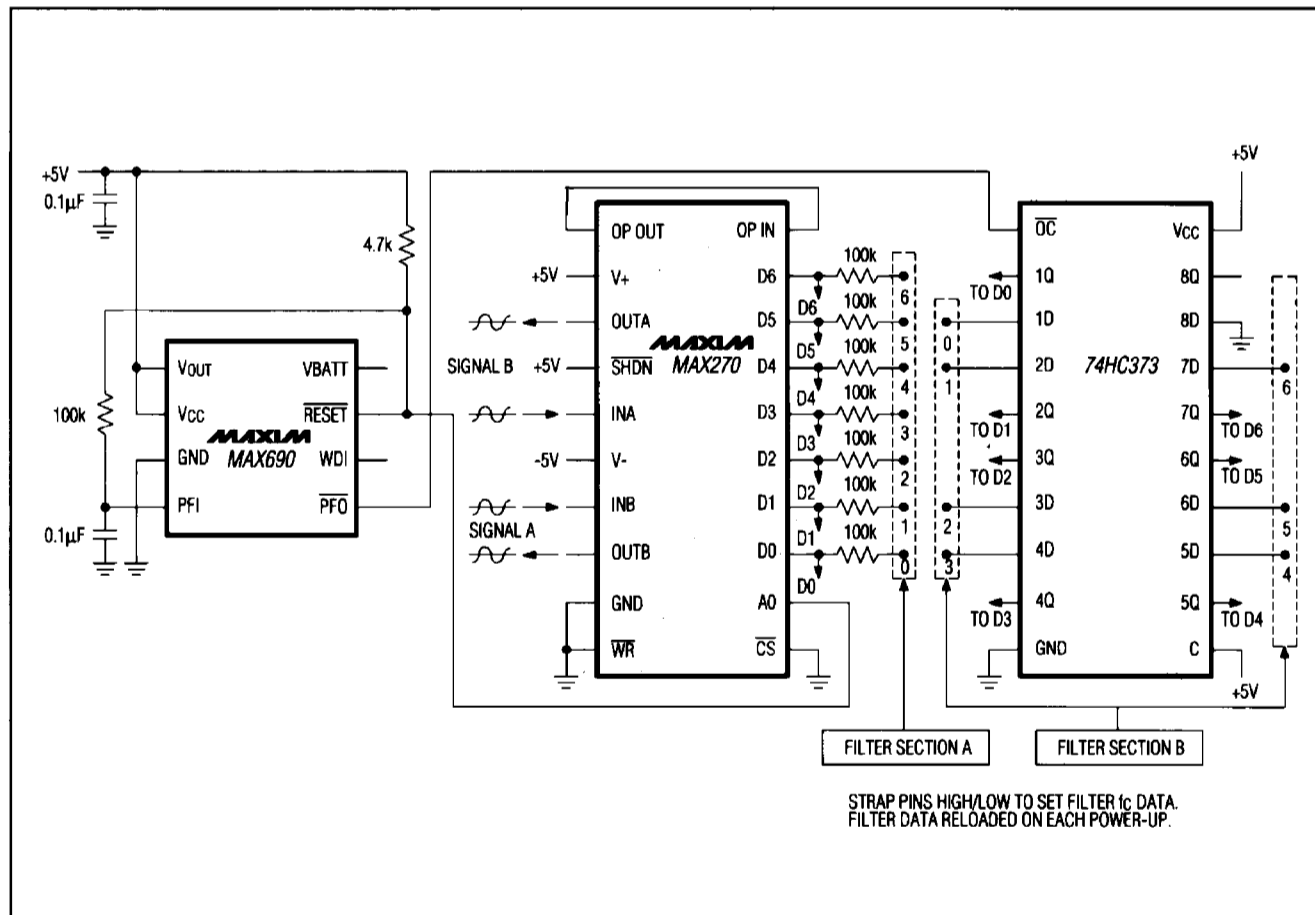 +5V
0.1µF
4.7k
100k
0.1µF
VOUT
VCC
GND
PFI
VBATT
RESET
WDI
PFO
MAXIM
MAX690
+5V
SIGNAL B
+5V
-5V
SIGNAL A
OP OUT
V+
OUTA
SHDN
INA
V-
INB
OUTB
GND
WR
MAXIM
MAX270
OP IN
D6
D5
D4
D3
D2
D1
D0
A0
CS
100k
100k
100k
100k
100k
100k
100k
D6
D5
D4
D3
D2
D1
D0
6
5
4
3
2
1
0
0
1
2
3
TO D0
TO D1
TO D2
TO D3
OC
1Q
1D
2D
2Q
3Q
3D
4D
4Q
GND
74HC373
VCC
8Q
8D
7D
7Q
6Q
6D
5D
5Q
C
+5V
TO D6
TO D5
TO D4
+5V
6
5
4
FILTER SECTION A
FILTER SECTION B
STRAP PINS HIGH/LOW TO SET FILTER fC DATA.
FILTER DATA RELOADED ON EACH POWER-UP.